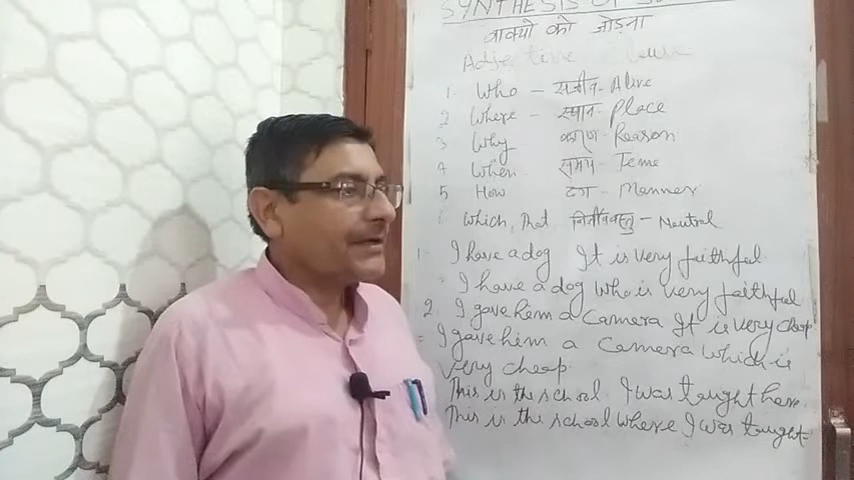 SYNTHESIS OF
वाक्यों को जोड़ना
Adjective Clause
1. Who – सजीव – Alive
2 Where – स्थान – Place
3 Why कारण – Reason
4 When समय – Teme
5 How ढंग – Manner
Which, That – Neutral
1. I have a dog It is very faithful
I have a dog who is very faithful
2. I gave hem a Camera It is very cheap
= I gave him a camera which is
very cheap.
This is the school. I was taught here.
This is the school where I was taught.